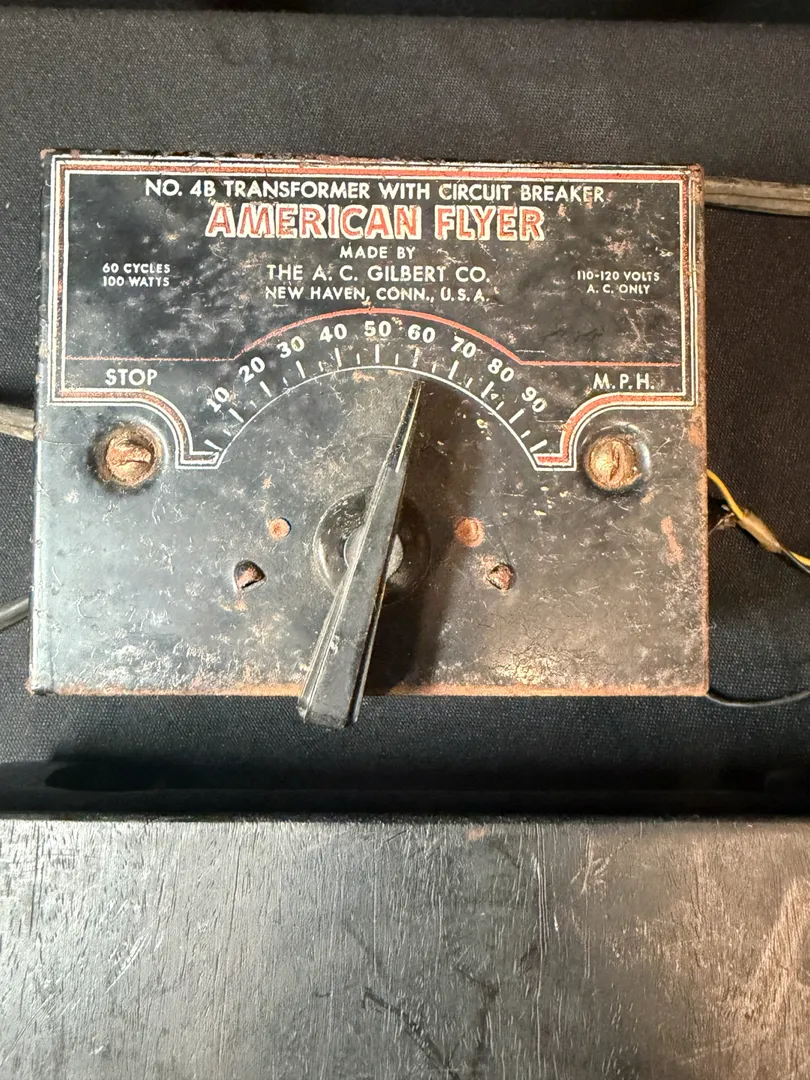 NO. 4B TRANSFORMER WITH CIRCUIT BREAKER
AMERICAN FLYER
MADE BY
THE A. C. GILBERT CO.
NEW HAVEN, CONN., U.S.A.
60 CYCLES
100 WATTS
110-120 VOLTS
A.C. ONLY
STOP
10 20 30 40 50 60 70 80 90
M.P.H.